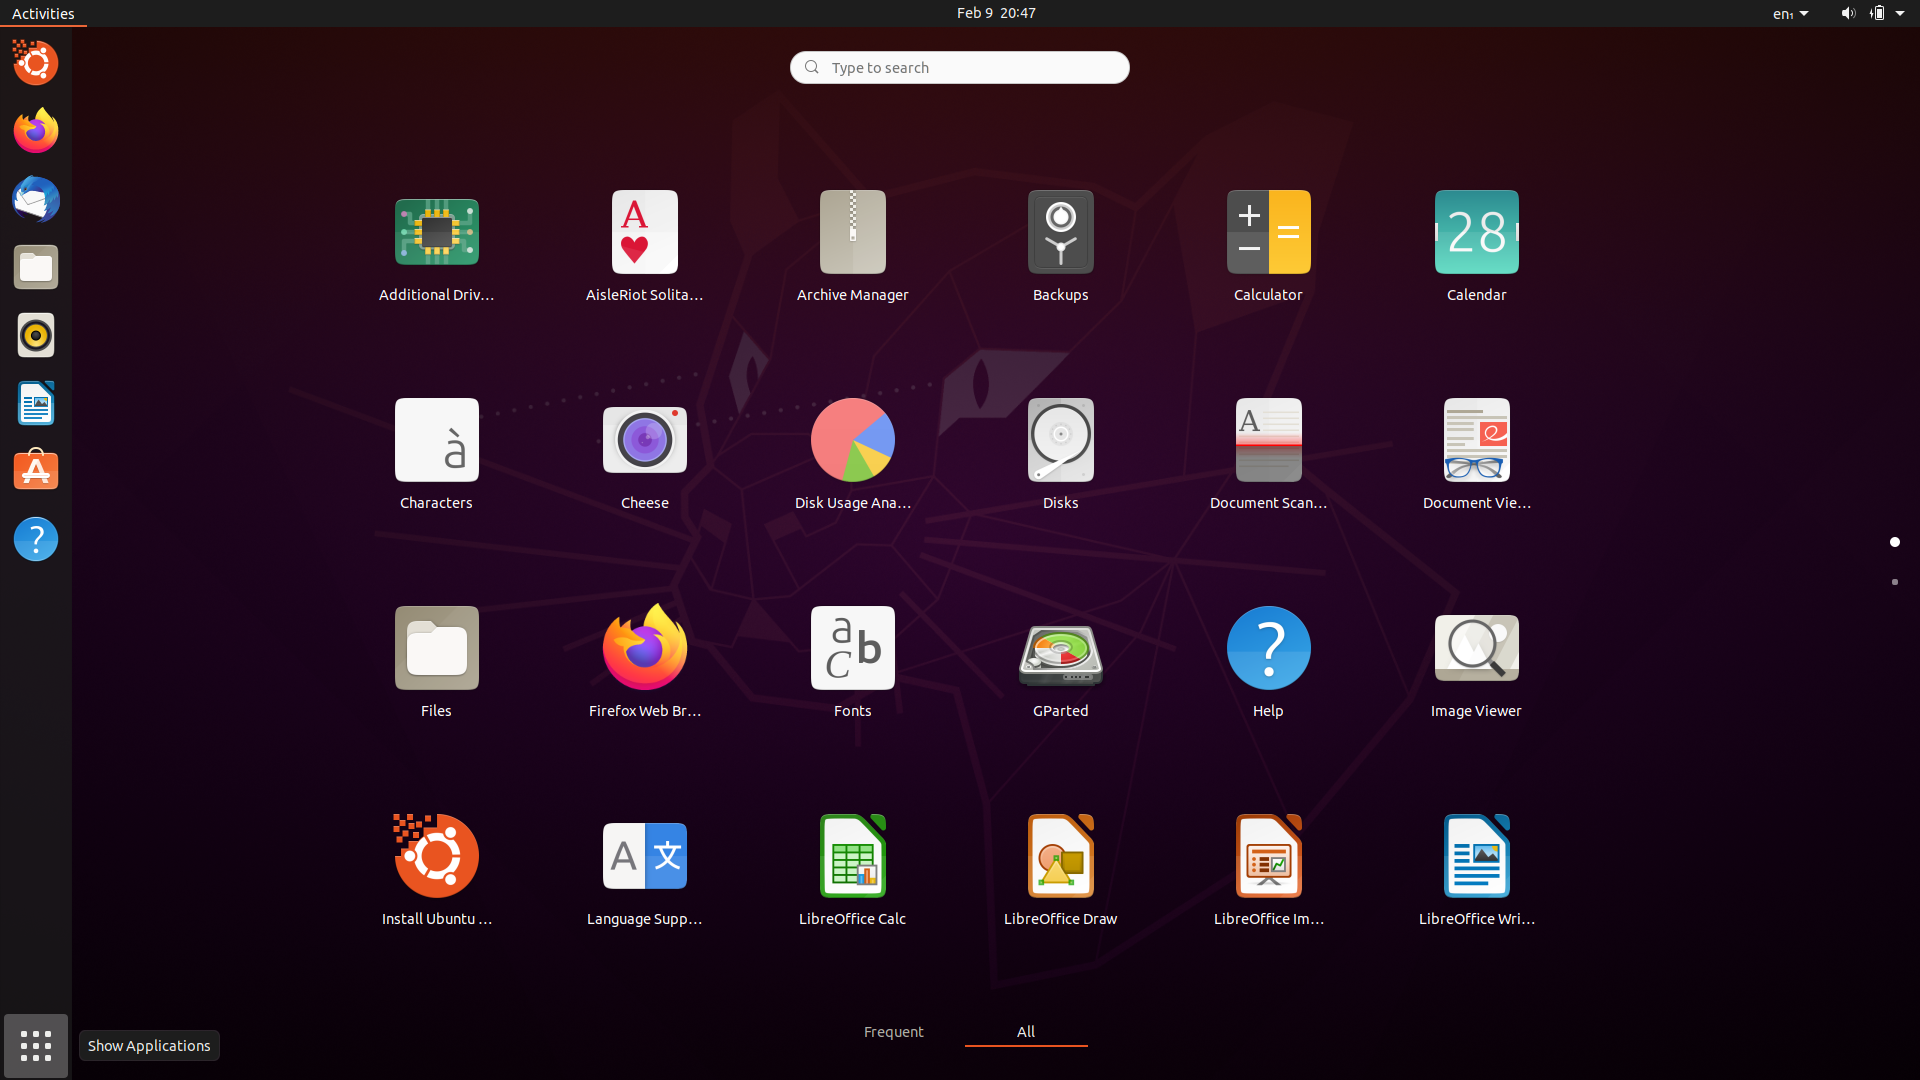 Activities
Feb 9 20:47
en₁
Type to search
Additional Driv…
AisleRiot Solita…
Archive Manager
Backups
Calculator
28
Calendar
Characters
Cheese
Disk Usage Ana…
Disks
Document Scan…
Document Vie…
Files
Firefox Web Br…
Fonts
GParted
Help
Image Viewer
Install Ubuntu …
Language Supp…
LibreOffice Calc
LibreOffice Draw
LibreOffice Im…
LibreOffice Wri…
Frequent
All
Show Applications